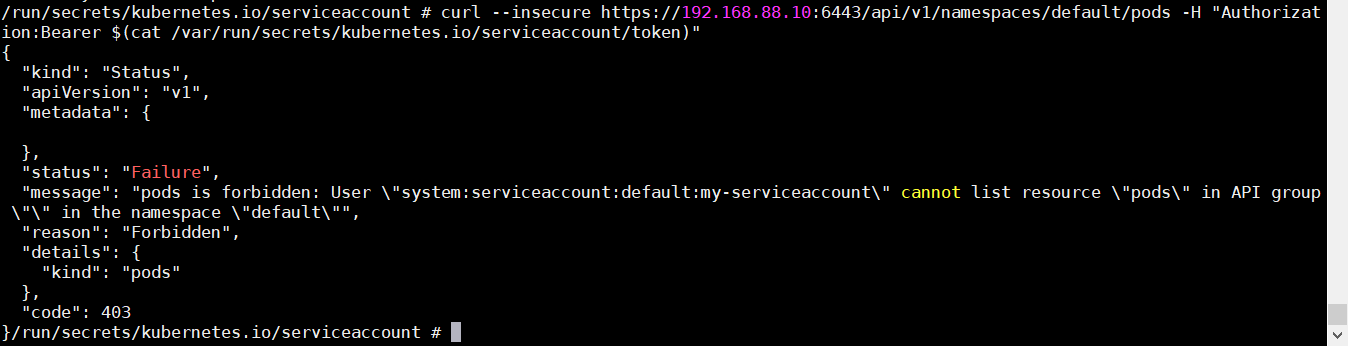 /run/secrets/kubernetes.io/serviceaccount # curl --insecure https://192.168.88.10:6443/api/v1/namespaces/default/pods -H "Authorizat
ion:Bearer $(cat /var/run/secrets/kubernetes.io/serviceaccount/token)"
{
  "kind": "Status",
  "apiVersion": "v1",
  "metadata": {

  },
  "status": "Failure",
  "message": "pods is forbidden: User \"system:serviceaccount:default:my-serviceaccount\" cannot list resource \"pods\" in API group
 \"\" in the namespace \"default\"",
  "reason": "Forbidden",
  "details": {
    "kind": "pods"
  },
  "code": 403
}/run/secrets/kubernetes.io/serviceaccount #